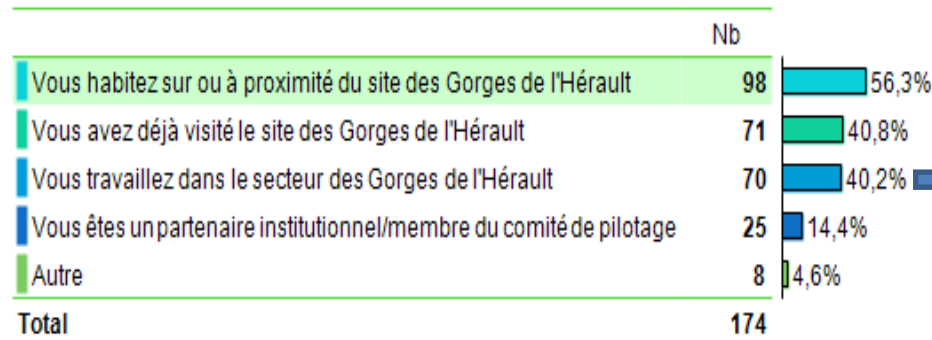 Nb
Vous habitez sur ou à proximité du site des Gorges de l'Hérault 98 56,3%
Vous avez déjà visité le site des Gorges de l'Hérault 71 40,8%
Vous travaillez dans le secteur des Gorges de l'Hérault 70 40,2%
Vous êtes un partenaire institutionnel/membre du comité de pilotage 25 14,4%
Autre 8 4,6%
Total 174